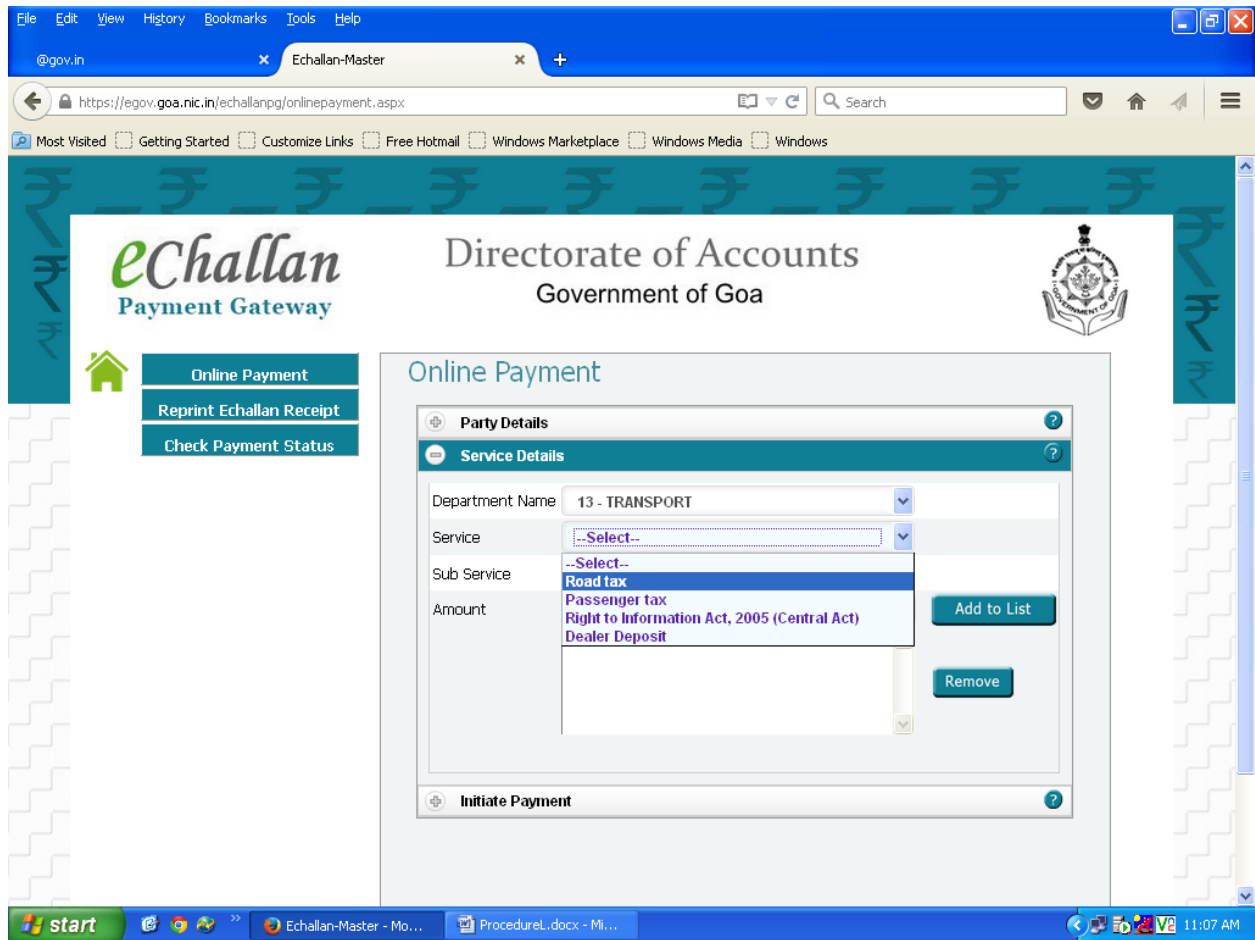 File Edit View History Bookmarks Tools Help
@gov.in
Echallan-Master
https://egov.goa.nic.in/echallanpg/onlinepayment.aspx
Search
Most Visited Getting Started Customize Links Free Hotmail Windows Marketplace Windows Media Windows
eChallan
Payment Gateway
Directorate of Accounts
Government of Goa
Online Payment
Reprint Echallan Receipt
Check Payment Status
Online Payment
Party Details
Service Details
Department Name 13 - TRANSPORT
Service --Select--
--Select--
Sub Service
Road tax
Passenger tax
Amount
Right to Information Act, 2005 (Central Act)
Dealer Deposit
Add to List
Remove
Initiate Payment
start
Echallan-Master - Mo...
ProcedureL.docx - Mi...
11:07 AM